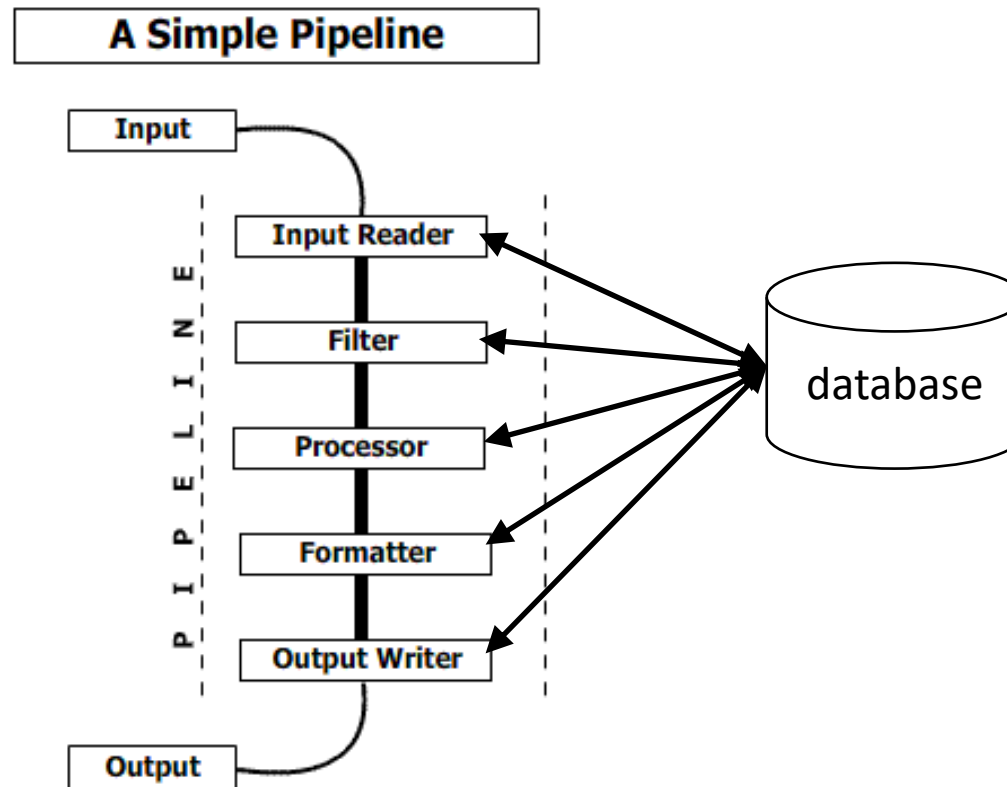 A Simple Pipeline
Input
Input Reader
Filter
Processor
Formatter
Output Writer
Output
PIPELINE
database